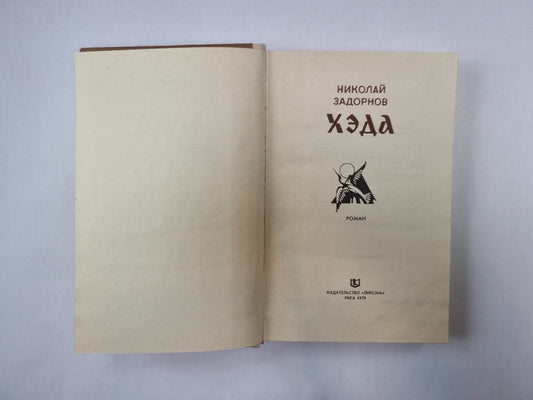 НИКОЛАЙ
ЗАДОРНОВ
ХЭДА
РОМАН
ИЗДАТЕЛЬСТВО «ЛИЕСМА»
РИГА 1979